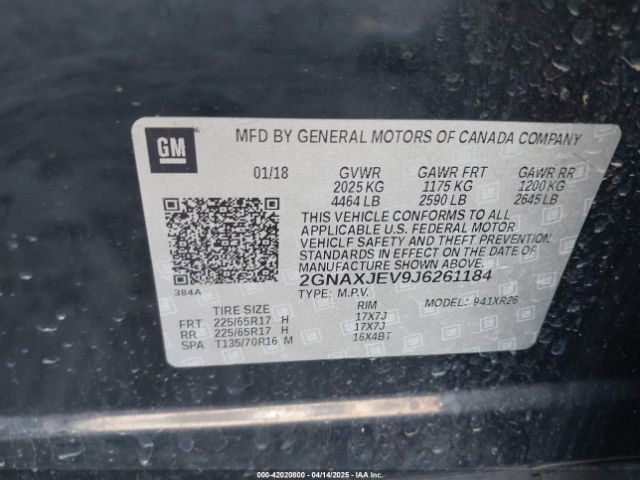 GM
MFD BY GENERAL MOTORS OF CANADA COMPANY
01/18 GVWR GAWR FRT GAWR RR
2025 KG 1175 KG 1200 KG
4464 LB 2590 LB 2645 LB
THIS VEHICLE CONFORMS TO ALL
APPLICABLE U.S. FEDERAL MOTOR
VEHICLE SAFETY AND THEFT PREVENTION
STANDARDS IN EFFECT ON THE DATE
OF MANUFACTURE SHOWN ABOVE.
2GNAXJEV9J6261184
384A
TYPE: M.P.V. MODEL: 941XR26
TIRE SIZE RIM
FRT 225/65R17 H 17X7J
RR 225/65R17 H 17X7J
SPA T135/70R16 M 16X4BT
000-42020800 - 04/14/2025 - IAA Inc.